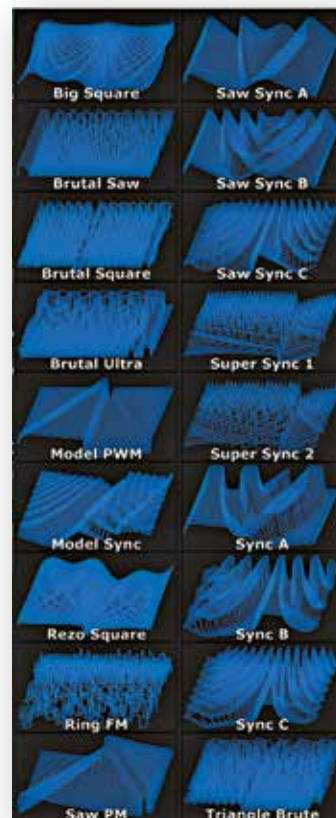 Big Square
Saw Sync A
Brutal Saw
Saw Sync B
Brutal Square
Saw Sync C
Brutal Ultra
Super Sync 1
Model PWM
Super Sync 2
Model Sync
Sync A
Rezo Square
Sync B
Ring FM
Sync C
Saw PM
Triangle Brute